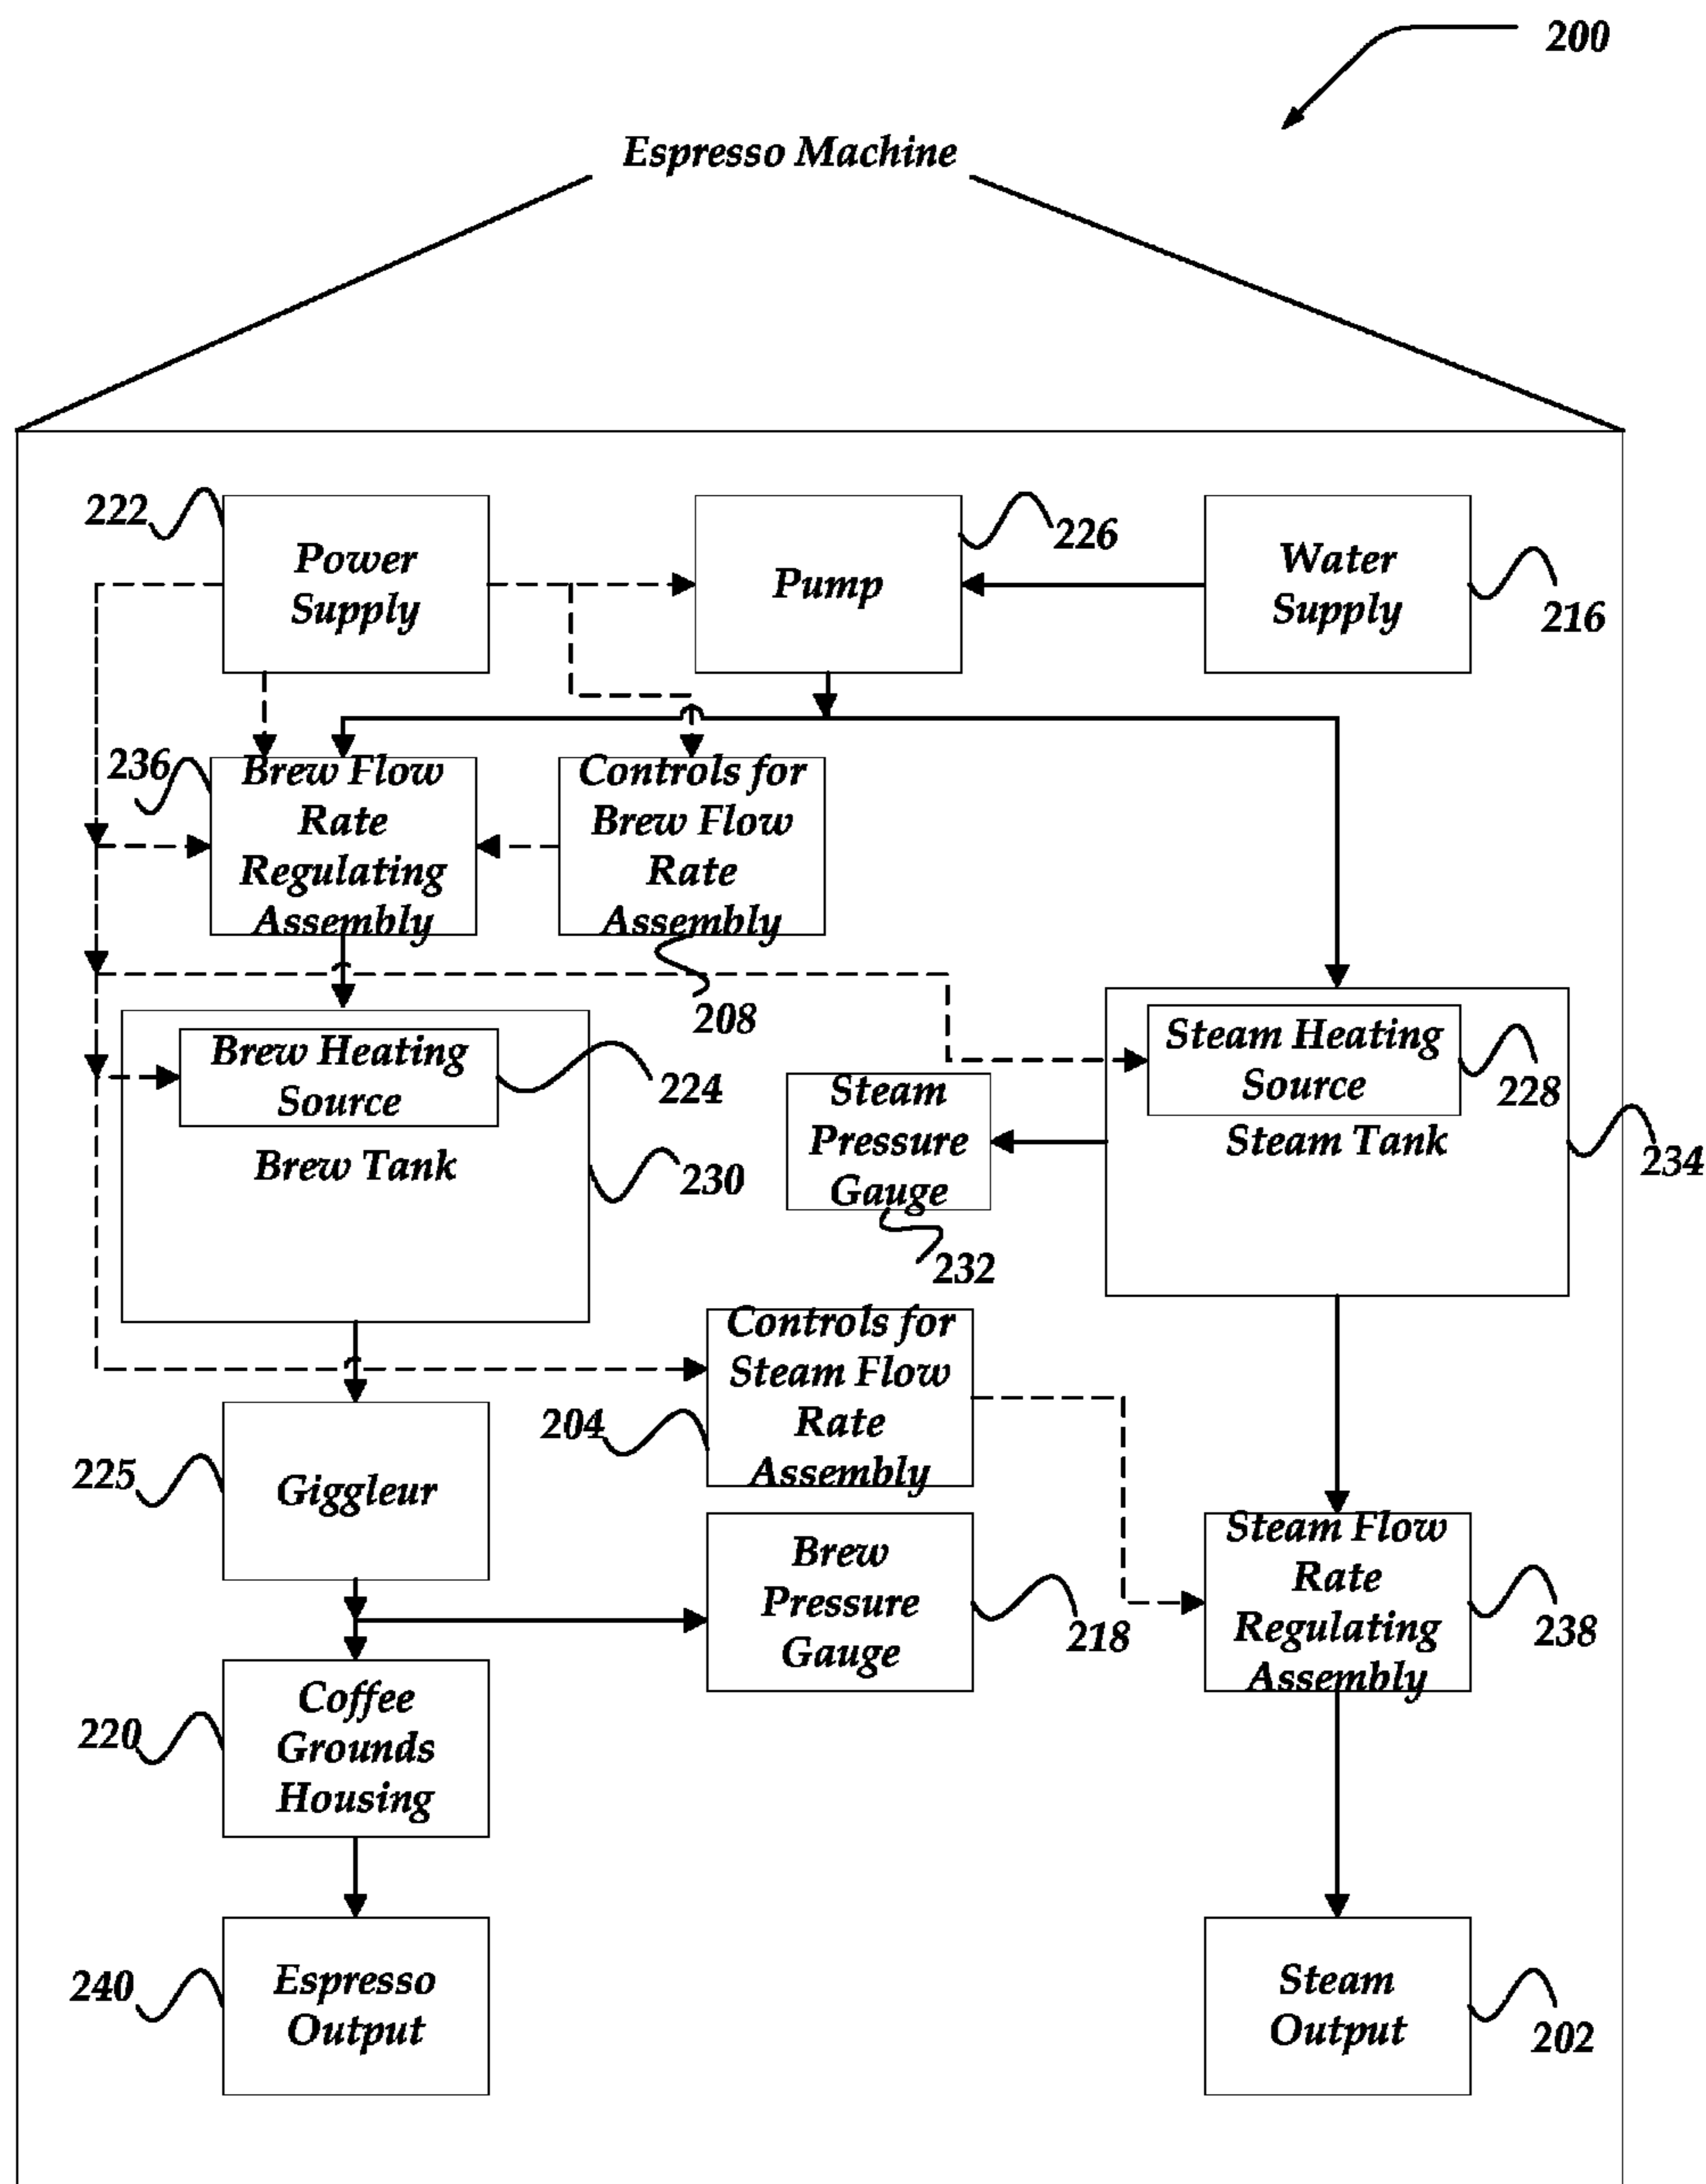 200
Espresso Machine
222
Power
Supply
Pump
226
Water
Supply
216
236
Brew Flow
Rate
Regulating
Assembly
Controls for
Brew Flow
Rate
Assembly
208
Brew Heating
Source
224
Brew Tank
230
Steam
Pressure
Gauge
232
Steam Heating
Source
228
Steam Tank
234
Controls for
Steam Flow
Rate
Assembly
204
225
Giggleur
Brew
Pressure
Gauge
218
Steam Flow
Rate
Regulating
Assembly
238
220
Coffee
Grounds
Housing
240
Espresso
Output
Steam
Output
202